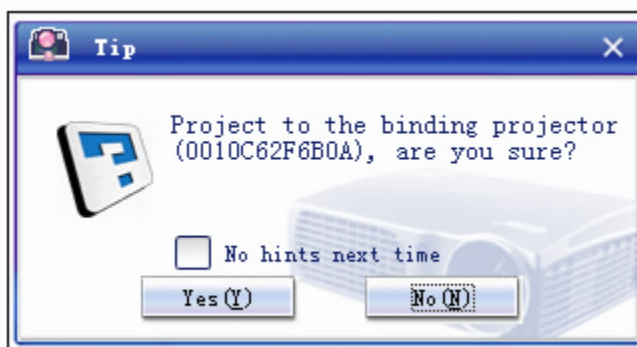 Tip
Project to the binding projector
(0010C62F6B0A), are you sure?
No hints next time
Yes(Y)
No(N)